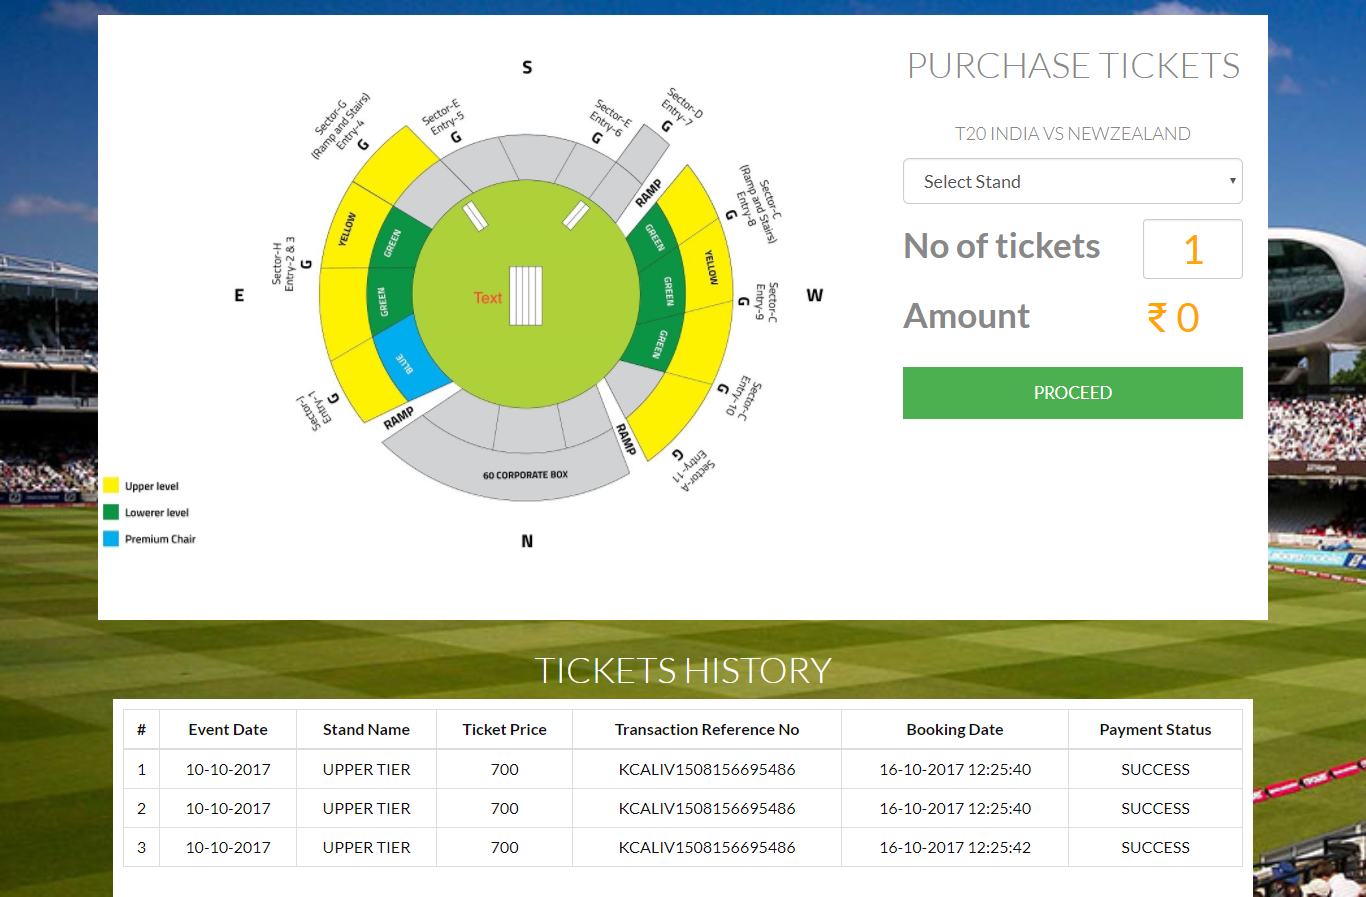 PURCHASE TICKETS
T20 INDIA VS NEWZEALAND
Select Stand
No of tickets
1
Amount
₹ 0
PROCEED
S
Sector-G
(Ramp and Stairs)
Entry-4
G
Sector-E
Entry-5
G
Sector-E
Entry-6
G
Sector-D
Entry-7
G
RAMP
Sector-C
(Ramp and Stairs)
Entry-8
G
YELLOW
GREEN
GREEN
YELLOW
Sector-H
Entry-2 & 3
G
E
GREEN
Text
GREEN
G
Sector-C
Entry-9
W
BLUE
GREEN
Sector-J
Entry-1
G
RAMP
G
Sector-C
Entry-10
RAMP
G
Sector-A
Entry-11
60 CORPORATE BOX
Upper level
Lowerer level
Premium Chair
N
TICKETS HISTORY
# Event Date Stand Name Ticket Price Transaction Reference No Booking Date Payment Status
1 10-10-2017 UPPER TIER 700 KCALIV1508156695486 16-10-2017 12:25:40 SUCCESS
2 10-10-2017 UPPER TIER 700 KCALIV1508156695486 16-10-2017 12:25:40 SUCCESS
3 10-10-2017 UPPER TIER 700 KCALIV1508156695486 16-10-2017 12:25:42 SUCCESS